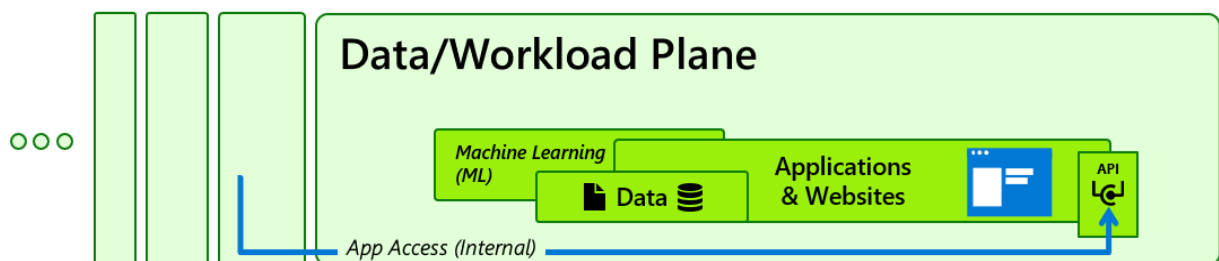 Data/Workload Plane
Machine Learning
(ML)
Applications
& Websites
API
Data
App Access (Internal)